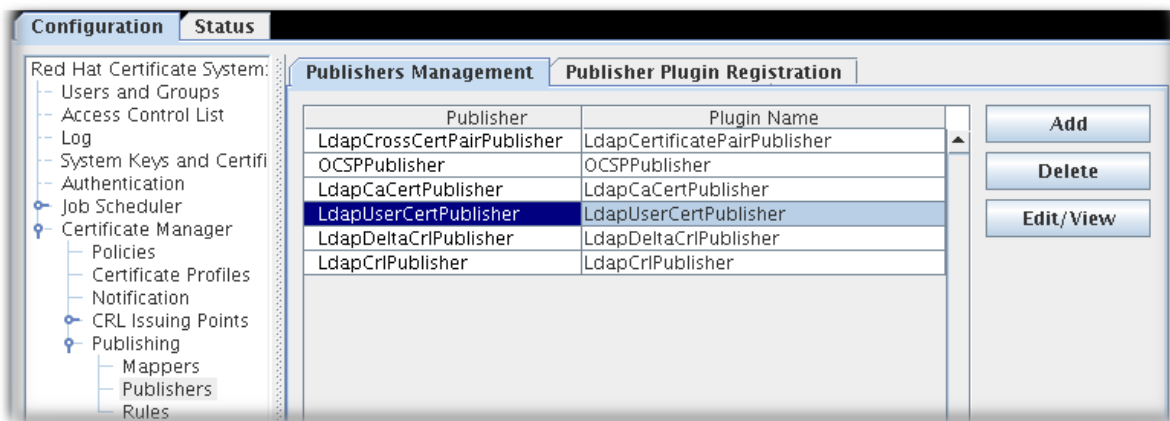 Configuration Status
Red Hat Certificate System:
Users and Groups
Access Control List
Log
System Keys and Certifi
Authentication
Job Scheduler
Certificate Manager
Policies
Certificate Profiles
Notification
CRL Issuing Points
Publishing
Mappers
Publishers
Rules
Publishers Management Publisher Plugin Registration
Publisher Plugin Name
LdapCrossCertPairPublisher LdapCertificatePairPublisher
OCSPPublisher OCSPPublisher
LdapCaCertPublisher LdapCaCertPublisher
LdapUserCertPublisher LdapUserCertPublisher
LdapDeltaCrlPublisher LdapDeltaCrlPublisher
LdapCrlPublisher LdapCrlPublisher
Add
Delete
Edit/View